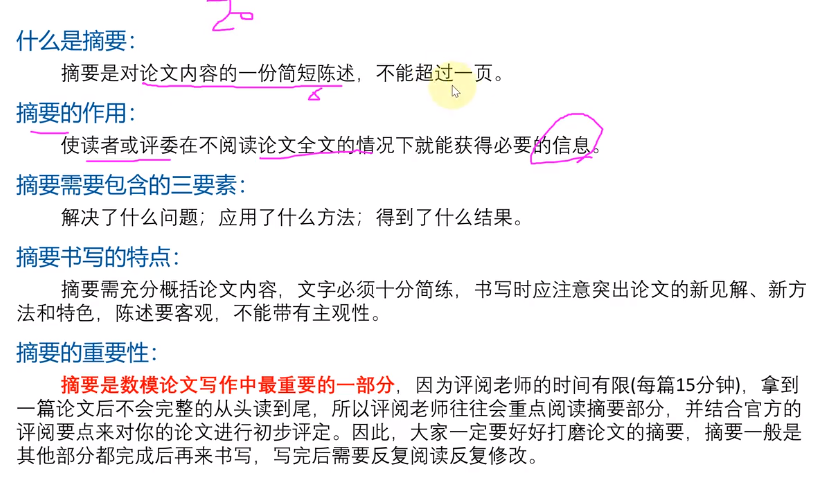 什么是摘要：
摘要是对论文内容的一份简短陈述，不能超过一页。
摘要的作用：
使读者或评委在不阅读论文全文的情况下就能获得必要的信息。
摘要需要包含的三要素：
解决了什么问题；应用了什么方法；得到了什么结果。
摘要书写的特点：
摘要需充分概括论文内容，文字必须十分简练，书写时应注意突出论文的新见解、新方
法和特色，陈述要客观，不能带有主观性。
摘要的重要性：
摘要是数模论文写作中最重要的一部分，因为评阅老师的时间有限(每篇15分钟)，拿到
一篇论文后不会完整的从头读到尾，所以评阅老师往往会重点阅读摘要部分，并结合官方的
评阅要点来对你的论文进行初步评定。因此，大家一定要好好打磨论文的摘要，摘要一般是
其他部分都完成后再来书写，写完后需要反复阅读反复修改。